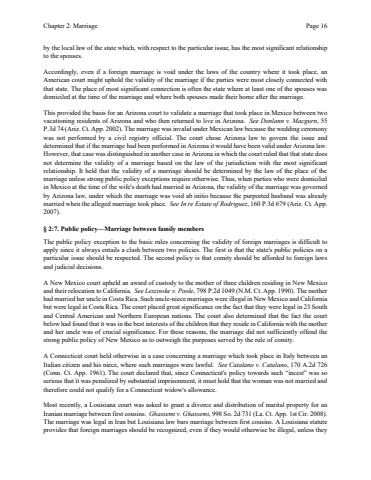 Chapter 2: Marriage Page 16
by the local law of the state which, with respect to the particular issue, has the most significant relationship
to the spouses.
Accordingly, even if a foreign marriage is void under the laws of the country where it took place, an
American court might uphold the validity of the marriage if the parties were most closely connected with
that state. The place of most significant connection is often the state where at least one of the spouses was
domiciled at the time of the marriage and where both spouses made their home after the marriage.
This provided the basis for an Arizona court to validate a marriage that took place in Mexico between two
vacationing residents of Arizona and who then returned to live in Arizona. See Donlann v. Macgurn, 55
P.3d 74 (Ariz. Ct. App. 2002). The marriage was invalid under Mexican law because the wedding ceremony
was not performed by a civil registry official. The court chose Arizona law to govern the issue and
determined that if the marriage had been performed in Arizona it would have been valid under Arizona law.
However, that case was distinguished in another case in Arizona in which the court ruled that that state does
not determine the validity of a marriage based on the law of the jurisdiction with the most significant
relationship. It held that the validity of a marriage should be determined by the law of the place of the
marriage unless strong public policy exceptions require otherwise. Thus, when parties who were domiciled
in Mexico at the time of the wife's death had married in Arizona, the validity of the marriage was governed
by Arizona law, under which the marriage was void ab initio because the purported husband was already
married when the alleged marriage took place. See In re Estate of Rodriguez, 160 P.3d 679 (Ariz. Ct. App.
2007).
§ 2:7. Public policy—Marriage between family members
The public policy exception to the basic rules concerning the validity of foreign marriages is difficult to
apply since it always entails a clash between two policies. The first is that the state's public policies on a
particular issue should be respected. The second policy is that comity should be afforded to foreign laws
and judicial decisions.
A New Mexico court upheld an award of custody to the mother of three children residing in New Mexico
and their relocation to California. See Leszinske v. Poole, 798 P.2d 1049 (N.M. Ct. App. 1990). The mother
had married her uncle in Costa Rica. Such uncle-niece marriages were illegal in New Mexico and California
but were legal in Costa Rica. The court placed great significance on the fact that they were legal in 23 South
and Central American and Northern European nations. The court also determined that the fact the court
below had found that it was in the best interests of the children that they reside in California with the mother
and her uncle was of crucial significance. For these reasons, the marriage did not sufficiently offend the
strong public policy of New Mexico as to outweigh the purposes served by the rule of comity.
A Connecticut court held otherwise in a case concerning a marriage which took place in Italy between an
Italian citizen and his niece, where such marriages were lawful. See Catalano v. Catalano, 170 A.2d 726
(Conn. Ct. App. 1961). The court declared that, since Connecticut's policy towards such “incest” was so
serious that it was penalized by substantial imprisonment, it must hold that the woman was not married and
therefore could not qualify for a Connecticut widow's allowance.
Most recently, a Louisiana court was asked to grant a divorce and distribution of marital property for an
Iranian marriage between first cousins. Ghassemi v. Ghassemi, 998 So. 2d 731 (La. Ct. App. 1st Cir. 2008).
The marriage was legal in Iran but Louisiana law bars marriage between first cousins. A Louisiana statute
provides that foreign marriages should be recognized, even if they would otherwise be illegal, unless they